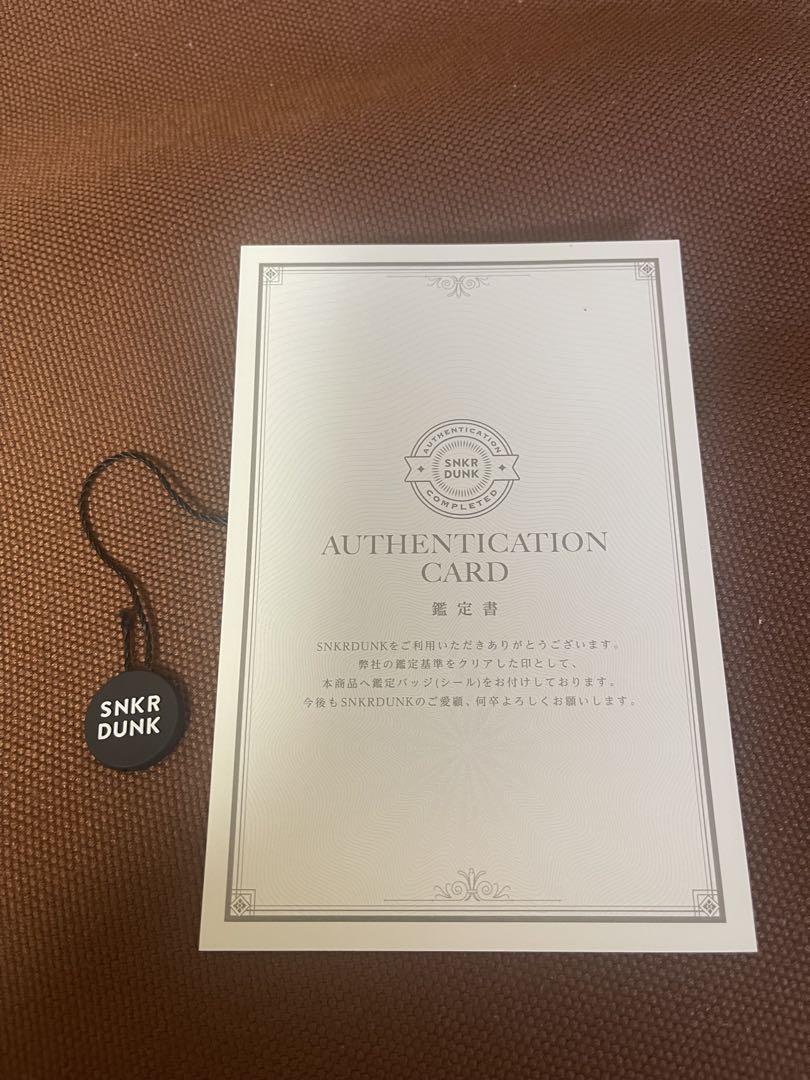 AUTHENTICATION
SNKR
DUNK
COMPLETED
AUTHENTICATION
CARD
鑑定書
SNKRDUNKをご利用いただきありがとうございます。
弊社の鑑定基準をクリアした印として、
本商品へ鑑定バッジ(シール)をお付けしております。
今後もSNKRDUNKのご愛顧、何卒よろしくお願いします。
SNKR
DUNK